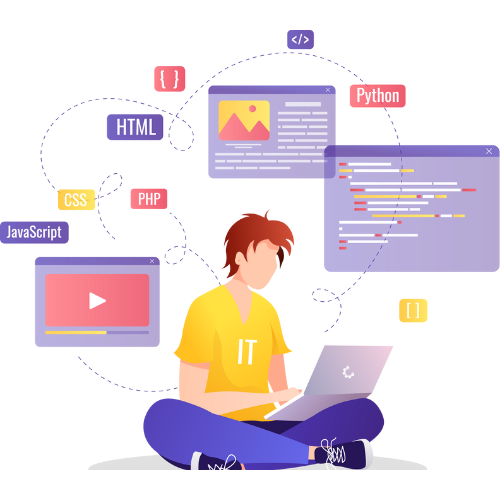 </>
{ }
Python
HTML
CSS
PHP
JavaScript
[ ]
IT